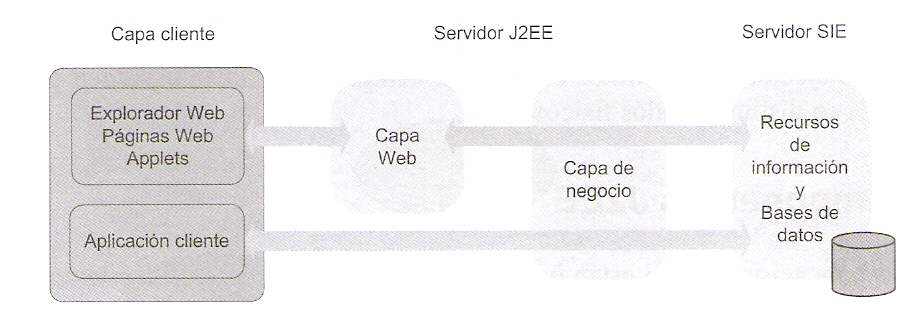 Capa cliente
Servidor J2EE
Servidor SIE
Explorador Web
Páginas Web
Applets
Aplicación cliente
Capa
Web
Capa de
negocio
Recursos
de
información
y
Bases de
datos